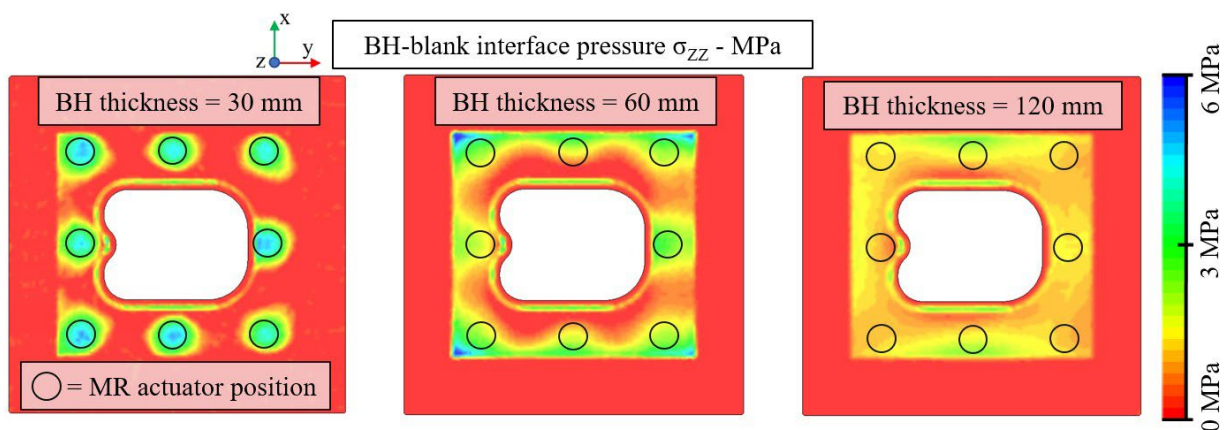 x
y
z
BH-blank interface pressure σZZ - MPa
BH thickness = 30 mm
BH thickness = 60 mm
BH thickness = 120 mm
= MR actuator position
6 MPa
3 MPa
0 MPa